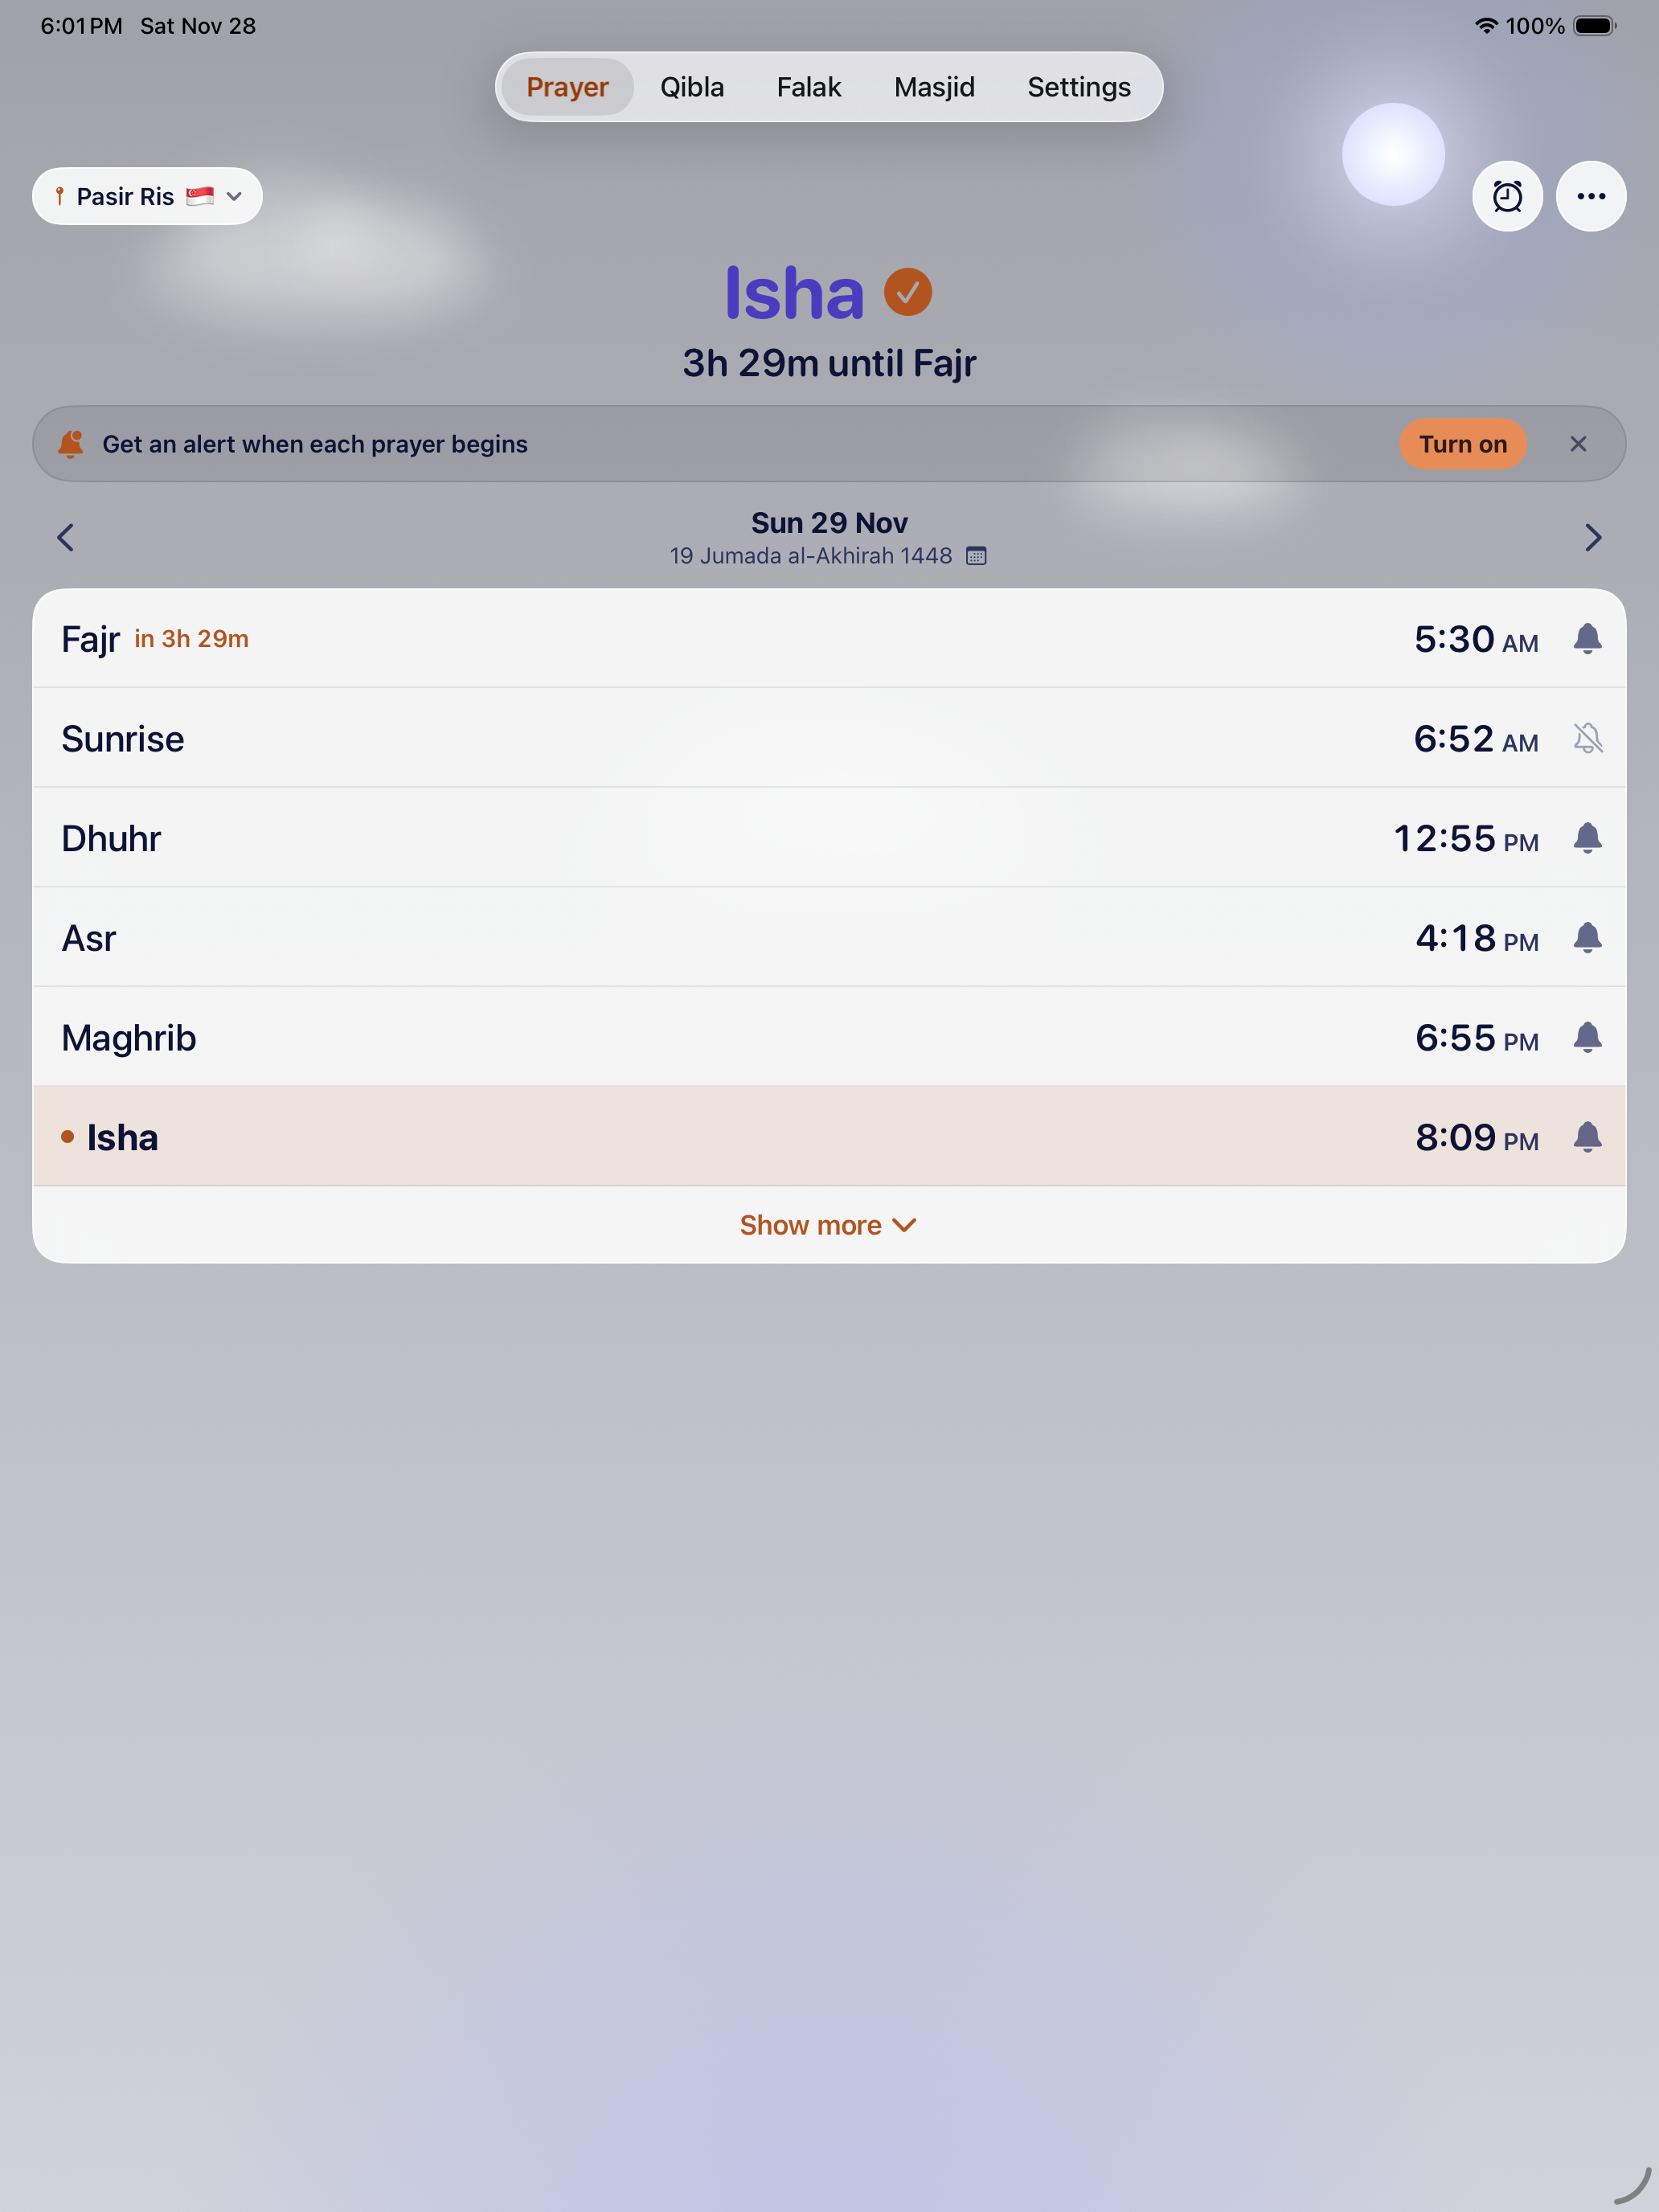 6:01 PM Sat Nov 28 100%
Prayer Qibla Falak Masjid Settings
Pasir Ris 🇸🇬
Isha
3h 29m until Fajr
Get an alert when each prayer begins Turn on
Sun 29 Nov
19 Jumada al-Akhirah 1448
Fajr in 3h 29m 5:30 AM
Sunrise 6:52 AM
Dhuhr 12:55 PM
Asr 4:18 PM
Maghrib 6:55 PM
Isha 8:09 PM
Show more